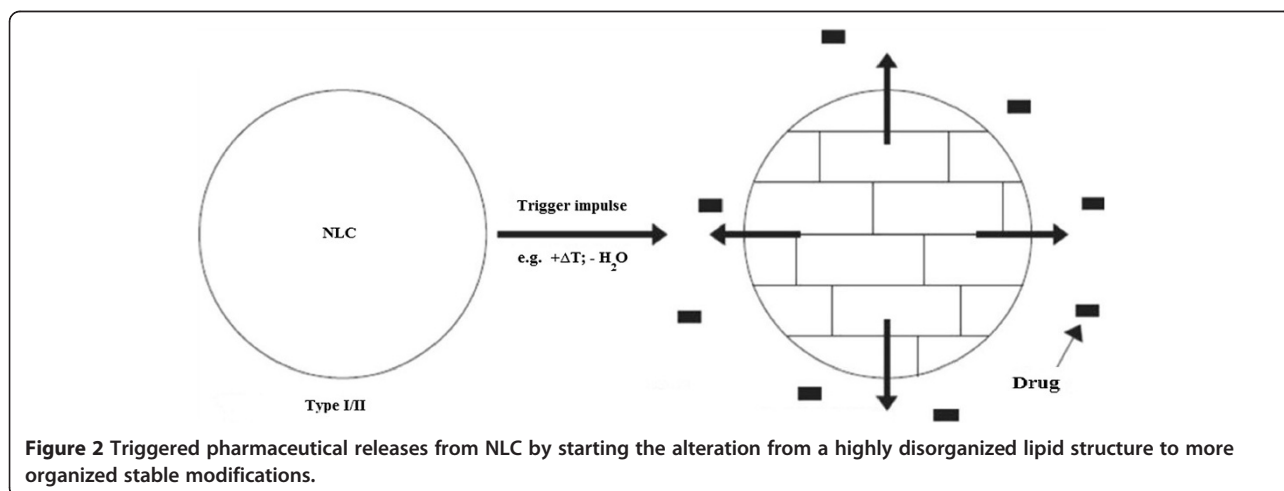 NLC
Type I/II
Trigger impulse
e.g. +ΔT; - H₂O
Drug
Figure 2 Triggered pharmaceutical releases from NLC by starting the alteration from a highly disorganized lipid structure to more
organized stable modifications.